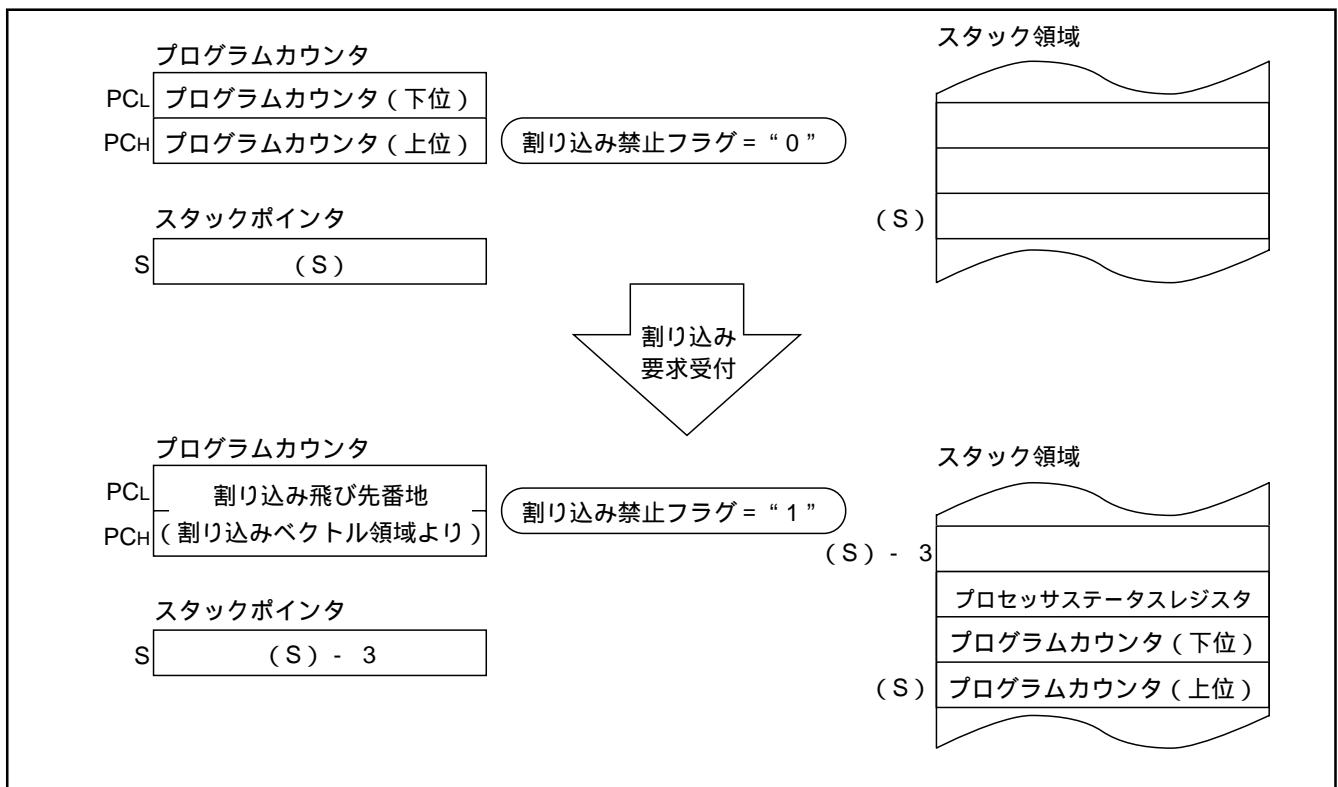 プログラムカウンタ
PCL プログラムカウンタ(下位)
PCH プログラムカウンタ(上位)
割り込み禁止フラグ=“0”
スタックポインタ
S (S)
スタック領域
(S)
割り込み
要求受付
プログラムカウンタ
PCL 割り込み飛び先番地
PCH (割り込みベクトル領域より)
割り込み禁止フラグ=“1”
スタックポインタ
S (S)- 3
スタック領域
(S)- 3
プロセッサステータスレジスタ
プログラムカウンタ(下位)
(S) プログラムカウンタ(上位)